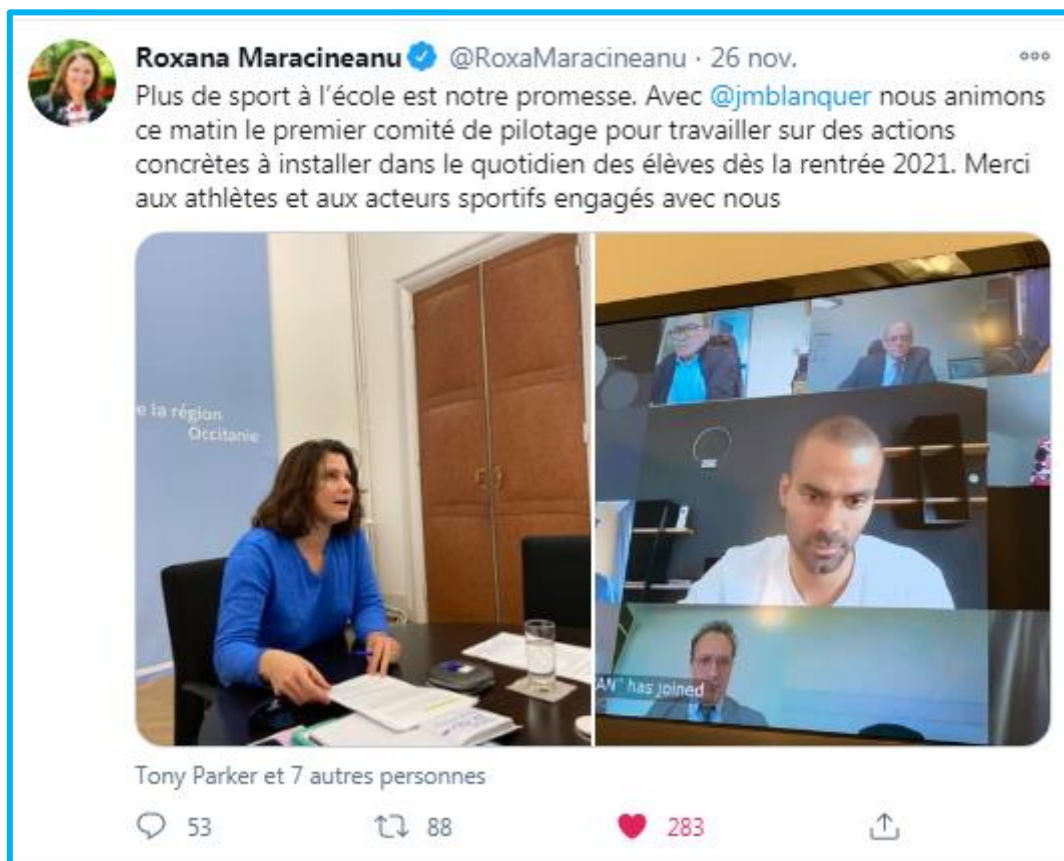 Roxana Maracineanu @RoxaMaracineanu · 26 nov.
Plus de sport à l'école est notre promesse. Avec @jmblanquer nous animons
ce matin le premier comité de pilotage pour travailler sur des actions
concrètes à installer dans le quotidien des élèves dès la rentrée 2021. Merci
aux athlètes et aux acteurs sportifs engagés avec nous
e la région
Occitanie
AN" has joined
Tony Parker et 7 autres personnes
53 88 283